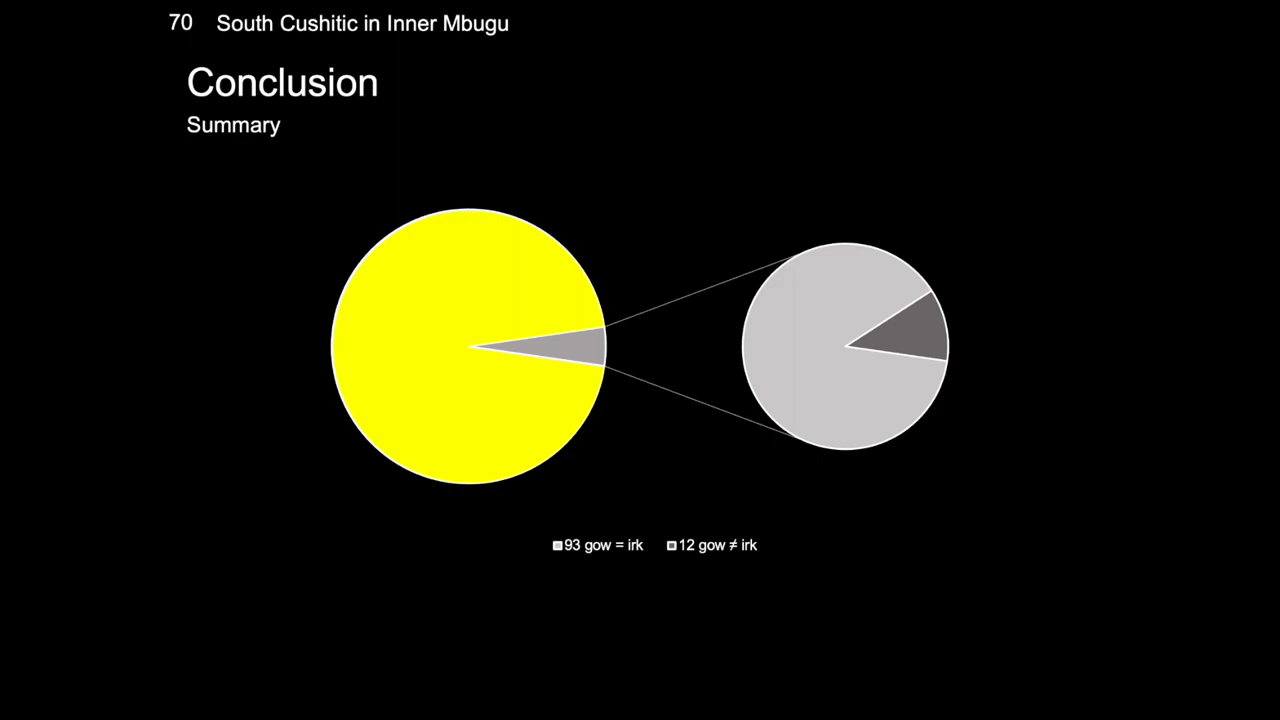 70 South Cushitic in Inner Mbugu
Conclusion
Summary
93 gow = irk 12 gow ≠ irk